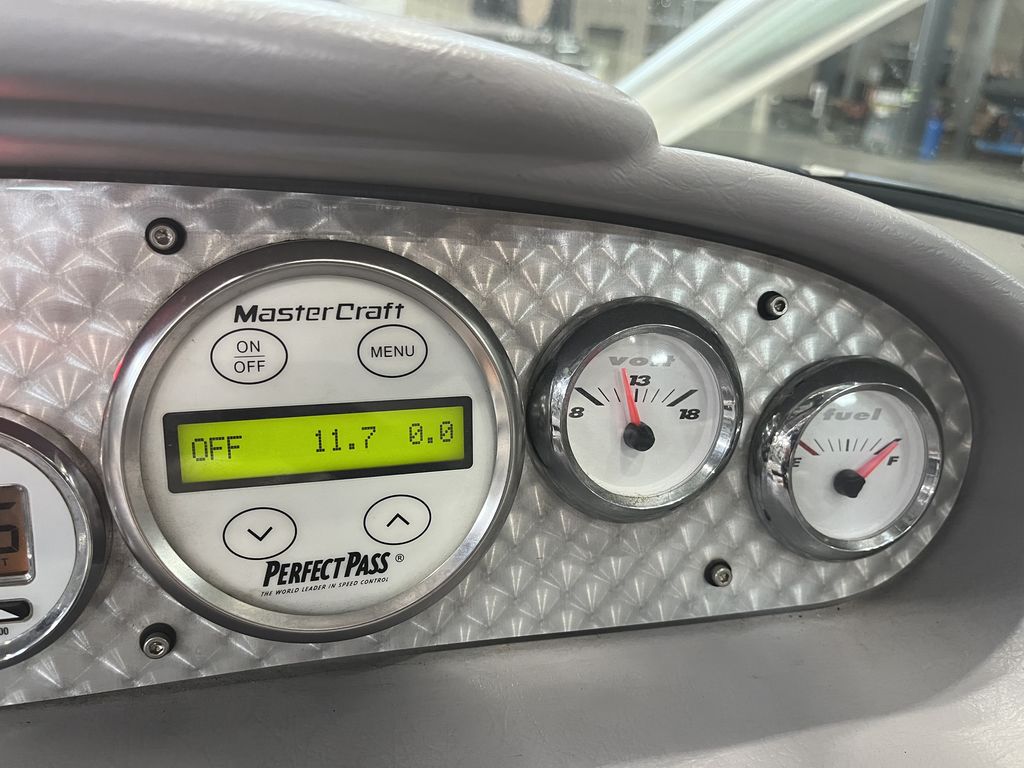 MasterCraft
ON
OFF
MENU
OFF 11.7 0.0
PERFECTPASS®
THE WORLD LEADER IN SPEED CONTROL
volt
8 13 18
fuel
E F